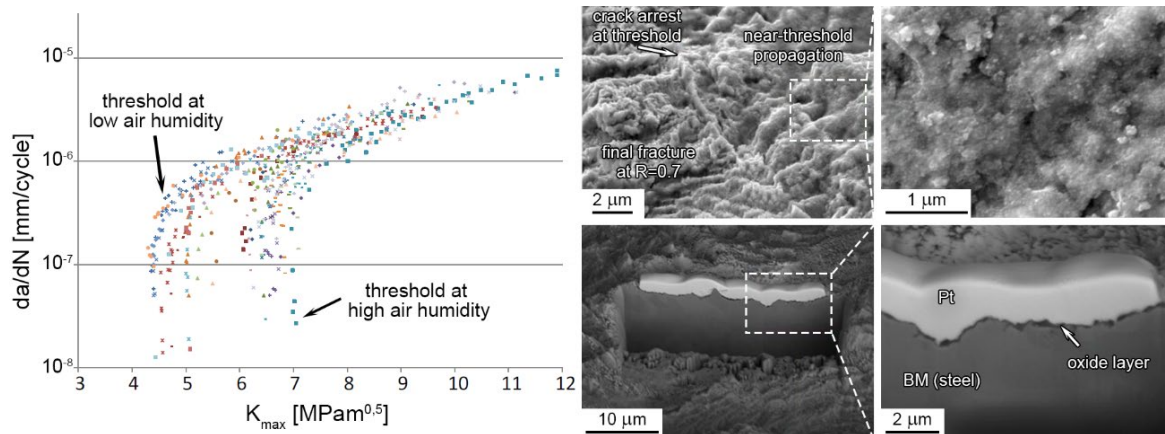 10⁻⁵
10⁻⁶
10⁻⁷
10⁻⁸
da/dN [mm/cycle]
threshold at
low air humidity
threshold at
high air humidity
3 4 5 6 7 8 9 10 11 12
Kmax [MPam⁰,⁵]
crack arrest
at threshold
near-threshold
propagation
final fracture
at R=0.7
2 μm
1 μm
10 μm
Pt
oxide layer
BM (steel)
2 μm